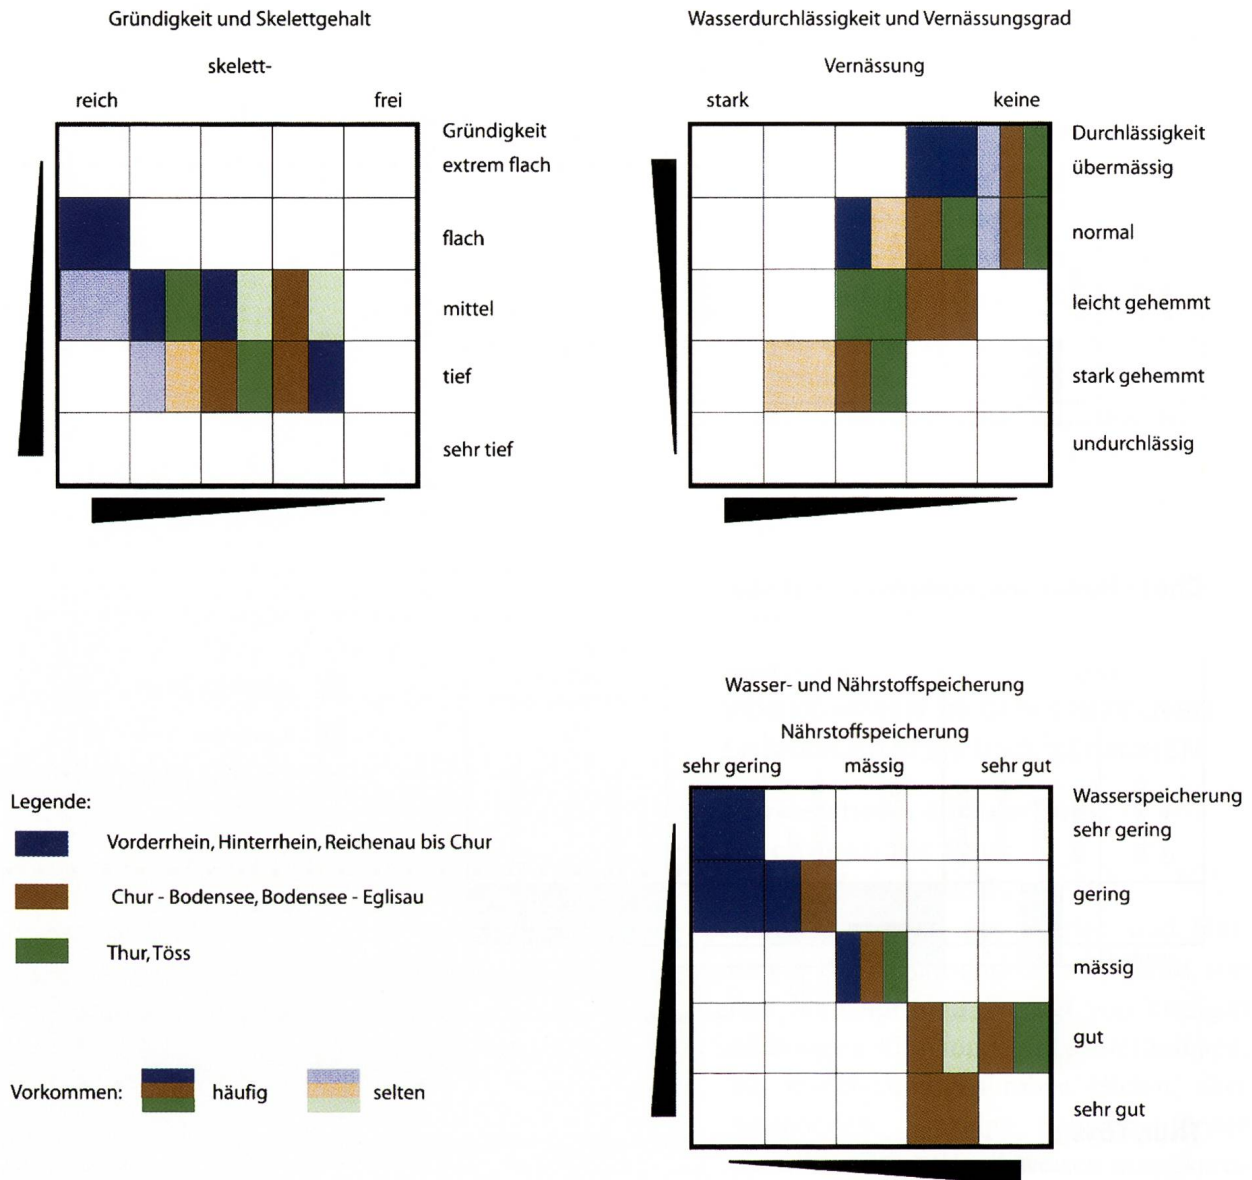 Gründigkeit und Skelettgehalt
skelett-
reich
frei
Gründigkeit
extrem flach
flach
mittel
tief
sehr tief
Wasserdurchlässigkeit und Vernässungsgrad
Vernässung
stark
keine
Durchlässigkeit
übermässig
normal
leicht gehemmt
stark gehemmt
undurchlässig
Wasser- und Nährstoffspeicherung
Nährstoffspeicherung
sehr gering
mässig
sehr gut
Wasserspeicherung
sehr gering
gering
mässig
gut
sehr gut
Legende:
Vorderrhein, Hinterrhein, Reichenau bis Chur
Chur - Bodensee, Bodensee - Eglisau
Thur, Töss
Vorkommen:
häufig
selten